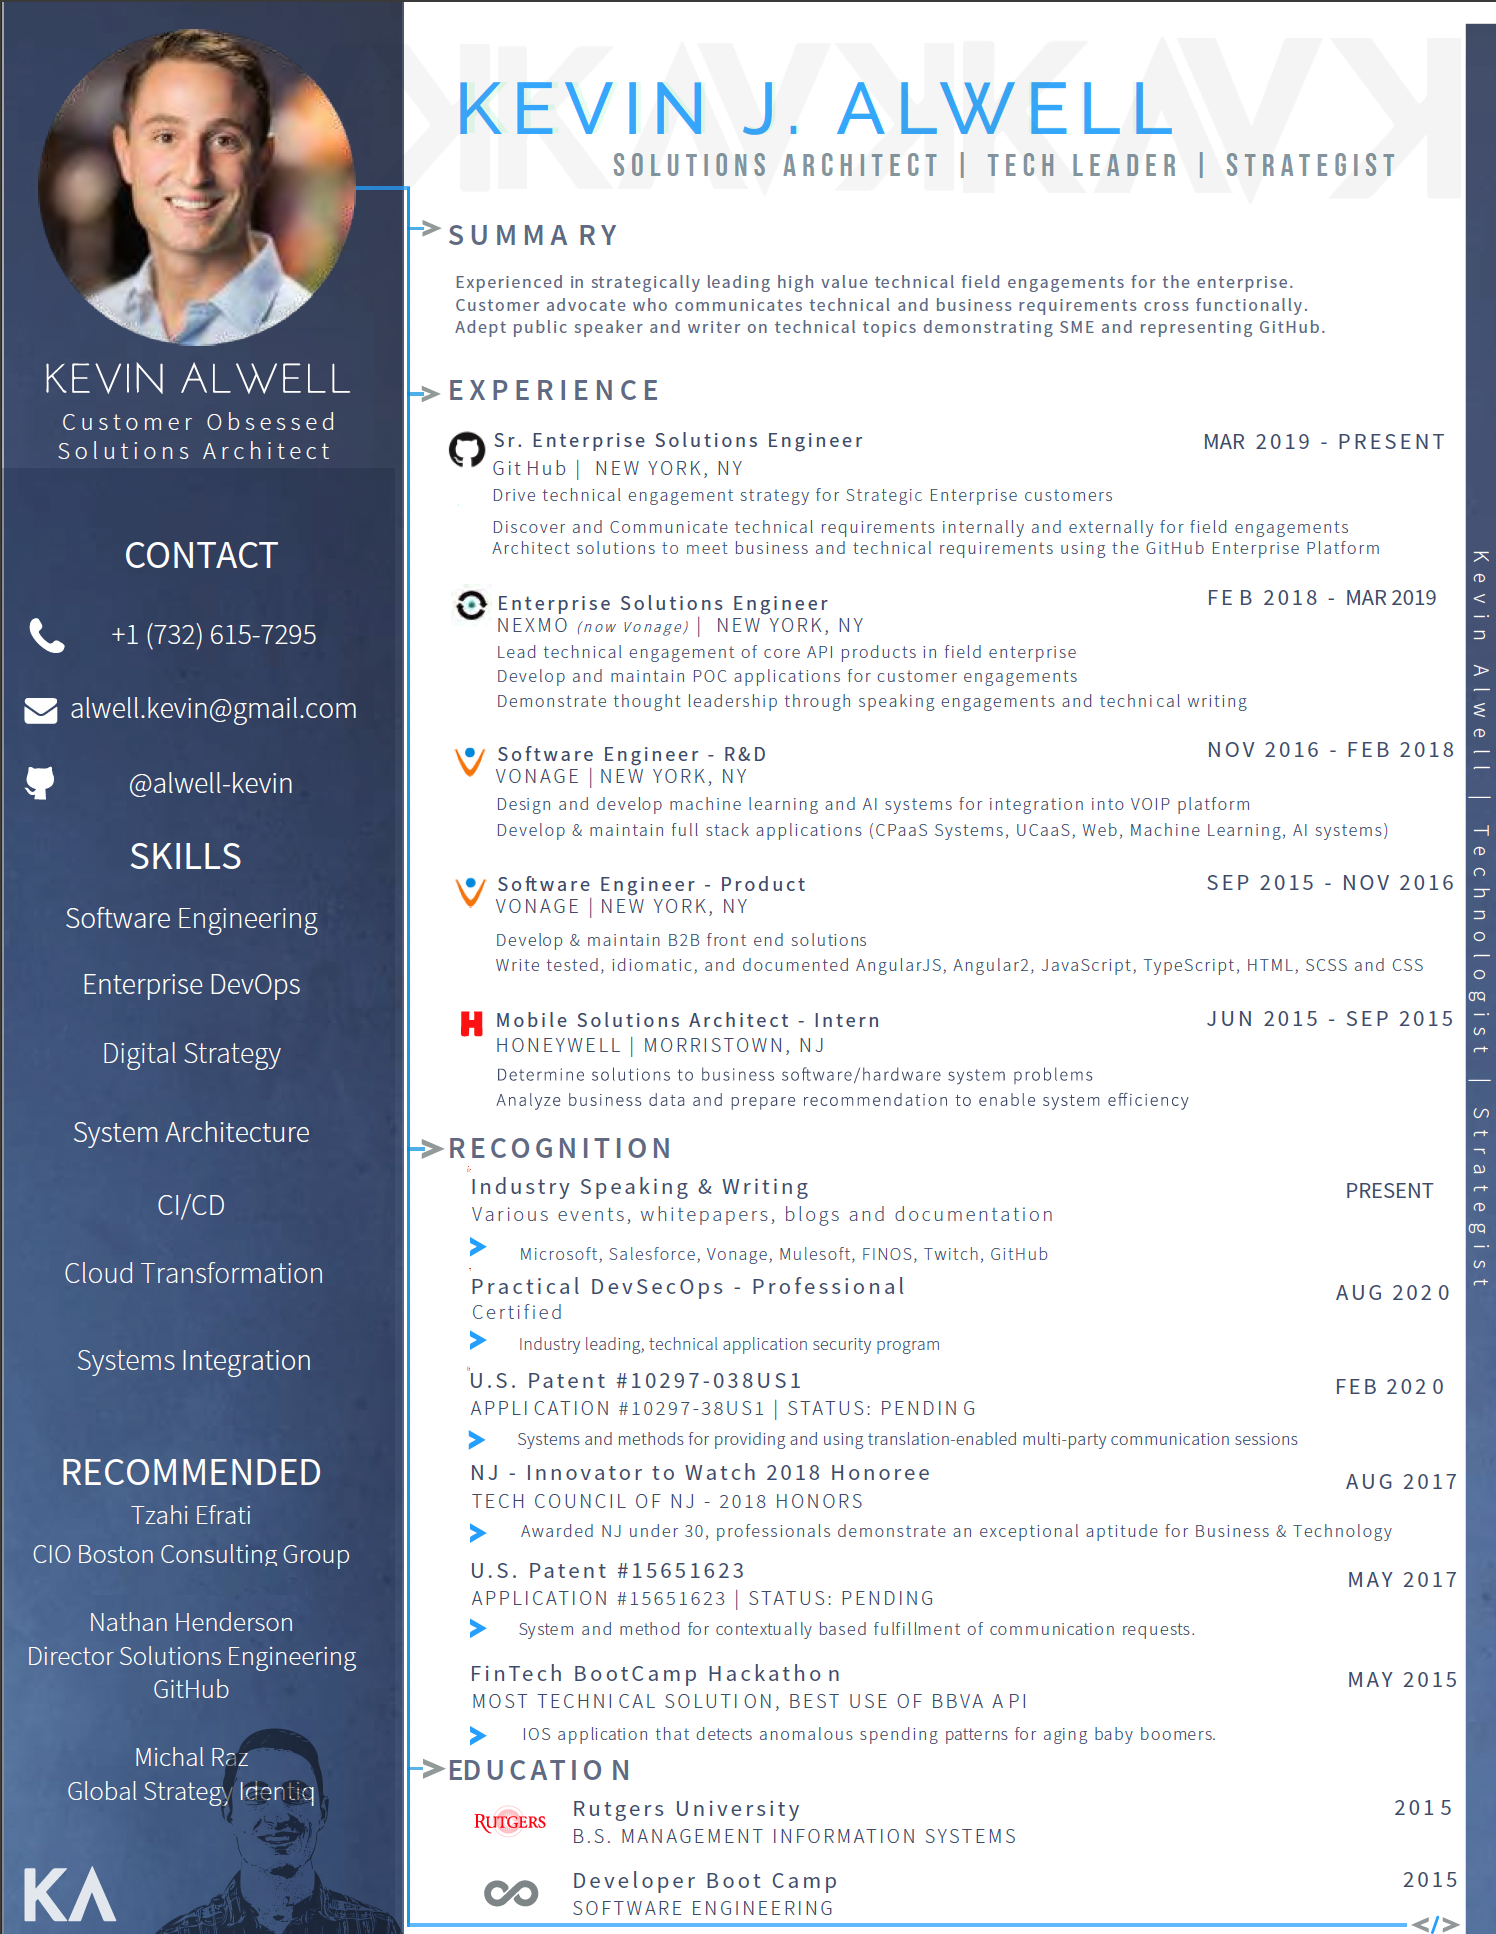 KEVIN ALWELL
Customer Obsessed
Solutions Architect
CONTACT
+1 (732) 615-7295
alwell.kevin@gmail.com
@alwell-kevin
SKILLS
Software Engineering
Enterprise DevOps
Digital Strategy
System Architecture
CI/CD
Cloud Transformation
Systems Integration
RECOMMENDED
Tzahi Efrati
CIO Boston Consulting Group
Nathan Henderson
Director Solutions Engineering
GitHub
Michal Raz
Global Strategy Identiq
KA
KEVIN J. ALWELL
SOLUTIONS ARCHITECT | TECH LEADER | STRATEGIST
SUMMARY
Experienced in strategically leading high value technical field engagements for the enterprise.
Customer advocate who communicates technical and business requirements cross functionally.
Adept public speaker and writer on technical topics demonstrating SME and representing GitHub.
EXPERIENCE
Sr. Enterprise Solutions Engineer MAR 2019 - PRESENT
GitHub | NEW YORK, NY
Drive technical engagement strategy for Strategic Enterprise customers
Discover and Communicate technical requirements internally and externally for field engagements
Architect solutions to meet business and technical requirements using the GitHub Enterprise Platform
Enterprise Solutions Engineer FEB 2018 - MAR 2019
NEXMO (now Vonage) | NEW YORK, NY
Lead technical engagement of core API products in field enterprise
Develop and maintain POC applications for customer engagements
Demonstrate thought leadership through speaking engagements and technical writing
Software Engineer - R&D NOV 2016 - FEB 2018
VONAGE | NEW YORK, NY
Design and develop machine learning and AI systems for integration into VOIP platform
Develop & maintain full stack applications (CPaaS Systems, UCaaS, Web, Machine Learning, AI systems)
Software Engineer - Product SEP 2015 - NOV 2016
VONAGE | NEW YORK, NY
Develop & maintain B2B front end solutions
Write tested, idiomatic, and documented AngularJS, Angular2, JavaScript, TypeScript, HTML, SCSS and CSS
H Mobile Solutions Architect - Intern JUN 2015 - SEP 2015
HONEYWELL | MORRISTOWN, NJ
Determine solutions to business software/hardware system problems
Analyze business data and prepare recommendation to enable system efficiency
RECOGNITION
Industry Speaking & Writing PRESENT
Various events, whitepapers, blogs and documentation
Microsoft, Salesforce, Vonage, Mulesoft, FINOS, Twitch, GitHub
Practical DevSecOps - Professional AUG 2020
Certified
Industry leading, technical application security program
U.S. Patent #10297-038US1 FEB 2020
APPLICATION #10297-38US1 | STATUS: PENDING
Systems and methods for providing and using translation-enabled multi-party communication sessions
NJ - Innovator to Watch 2018 Honoree AUG 2017
TECH COUNCIL OF NJ - 2018 HONORS
Awarded NJ under 30, professionals demonstrate an exceptional aptitude for Business & Technology
U.S. Patent #15651623 MAY 2017
APPLICATION #15651623 | STATUS: PENDING
System and method for contextually based fulfillment of communication requests.
FinTech BootCamp Hackathon MAY 2015
MOST TECHNICAL SOLUTION, BEST USE OF BBVA API
IOS application that detects anomalous spending patterns for aging baby boomers.
EDUCATION
RUTGERS Rutgers University 2015
B.S. MANAGEMENT INFORMATION SYSTEMS
Developer Boot Camp 2015
SOFTWARE ENGINEERING
</>
Kevin Alwell | Technologist | Strategist